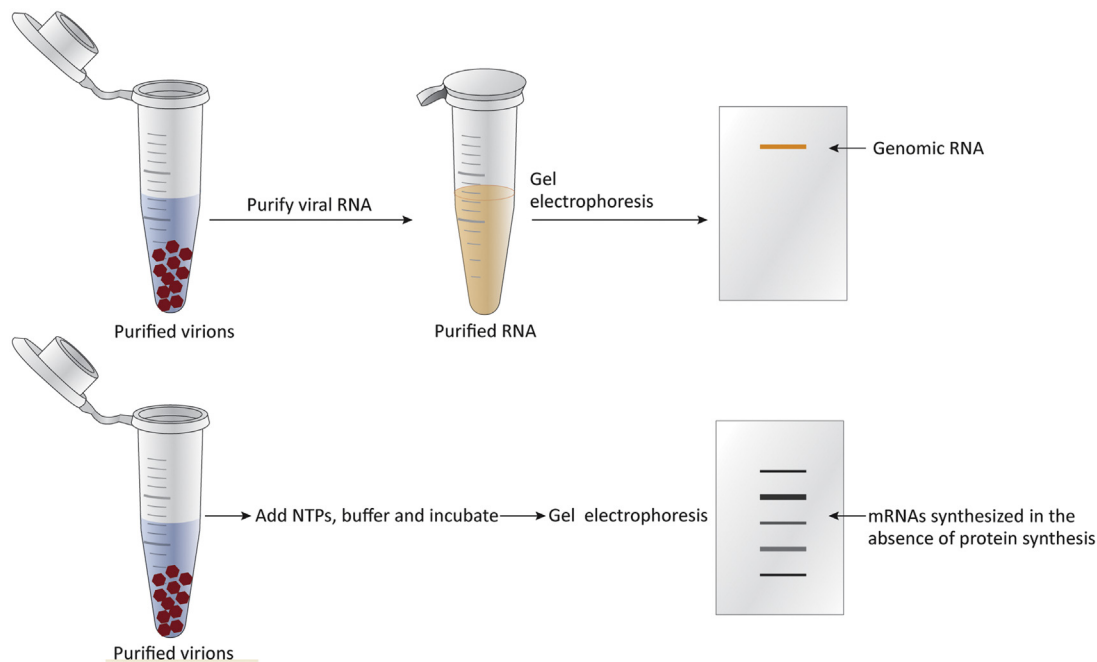 Purify viral RNA
Gel
electrophoresis
Genomic RNA
Purified virions
Purified RNA
Add NTPs, buffer and incubate
Gel electrophoresis
mRNAs synthesized in the
absence of protein synthesis
Purified virions